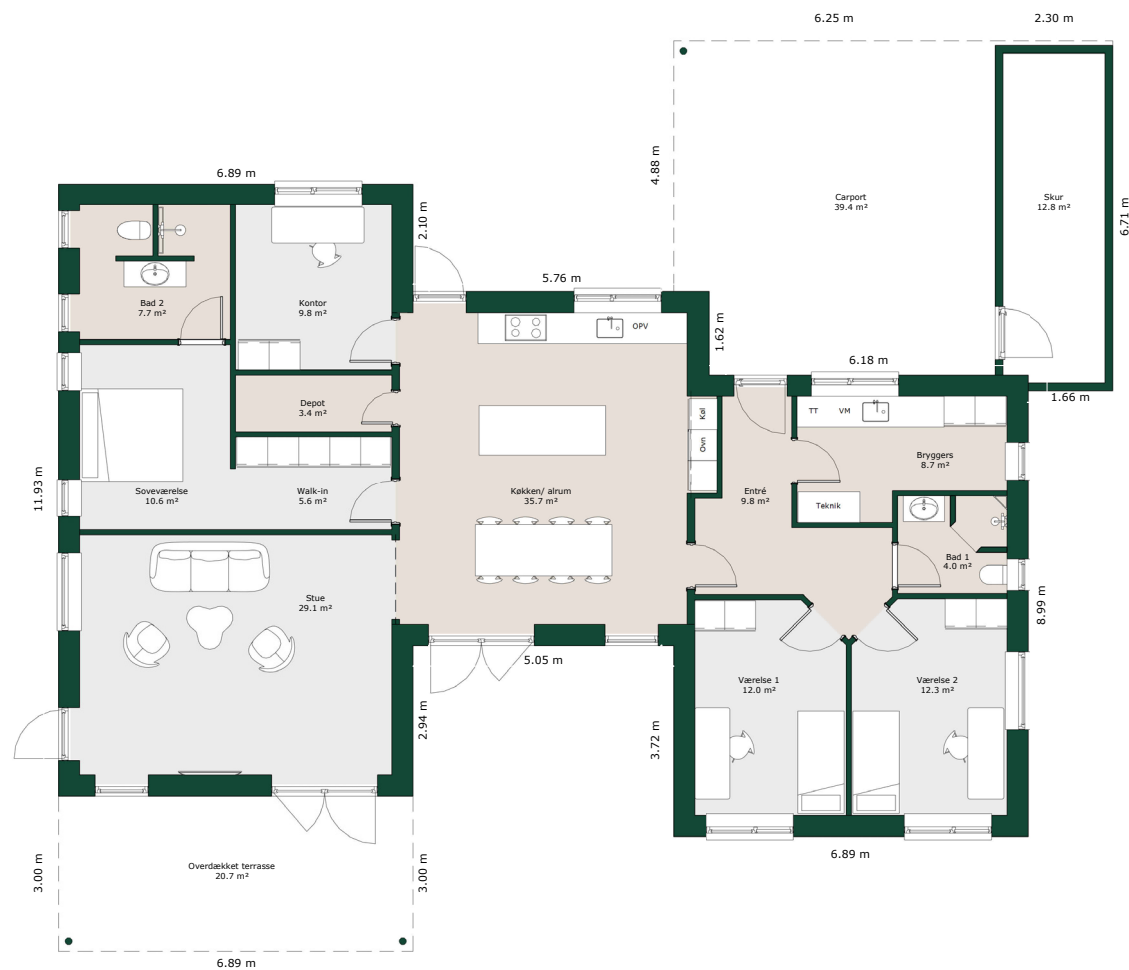 6.25 m
2.30 m
4.88 m
Carport
39.4 m²
Skur
12.8 m²
6.71 m
6.89 m
2.10 m
5.76 m
1.62 m
6.18 m
1.66 m
Bad 2
7.7 m²
Kontor
9.8 m²
OPV
Depot
3.4 m²
Køl
Ovn
TT
VM
Bryggers
8.7 m²
11.93 m
Soveværelse
10.6 m²
Walk-in
5.6 m²
Køkken/ alrum
35.7 m²
Entré
9.8 m²
Teknik
Bad 1
4.0 m²
Stue
29.1 m²
8.99 m
5.05 m
2.94 m
3.72 m
Værelse 1
12.0 m²
Værelse 2
12.3 m²
6.89 m
3.00 m
Overdækket terrasse
20.7 m²
3.00 m
6.89 m